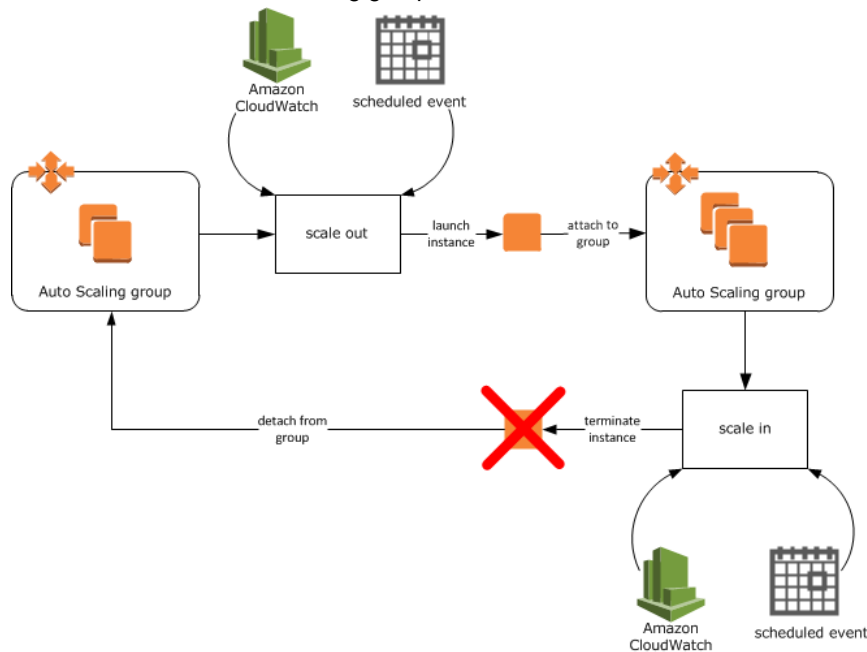 Amazon
CloudWatch
scheduled event
scale out
launch
instance
attach to
group
Auto Scaling group
Auto Scaling group
detach from
group
terminate
instance
scale in
Amazon
CloudWatch
scheduled event